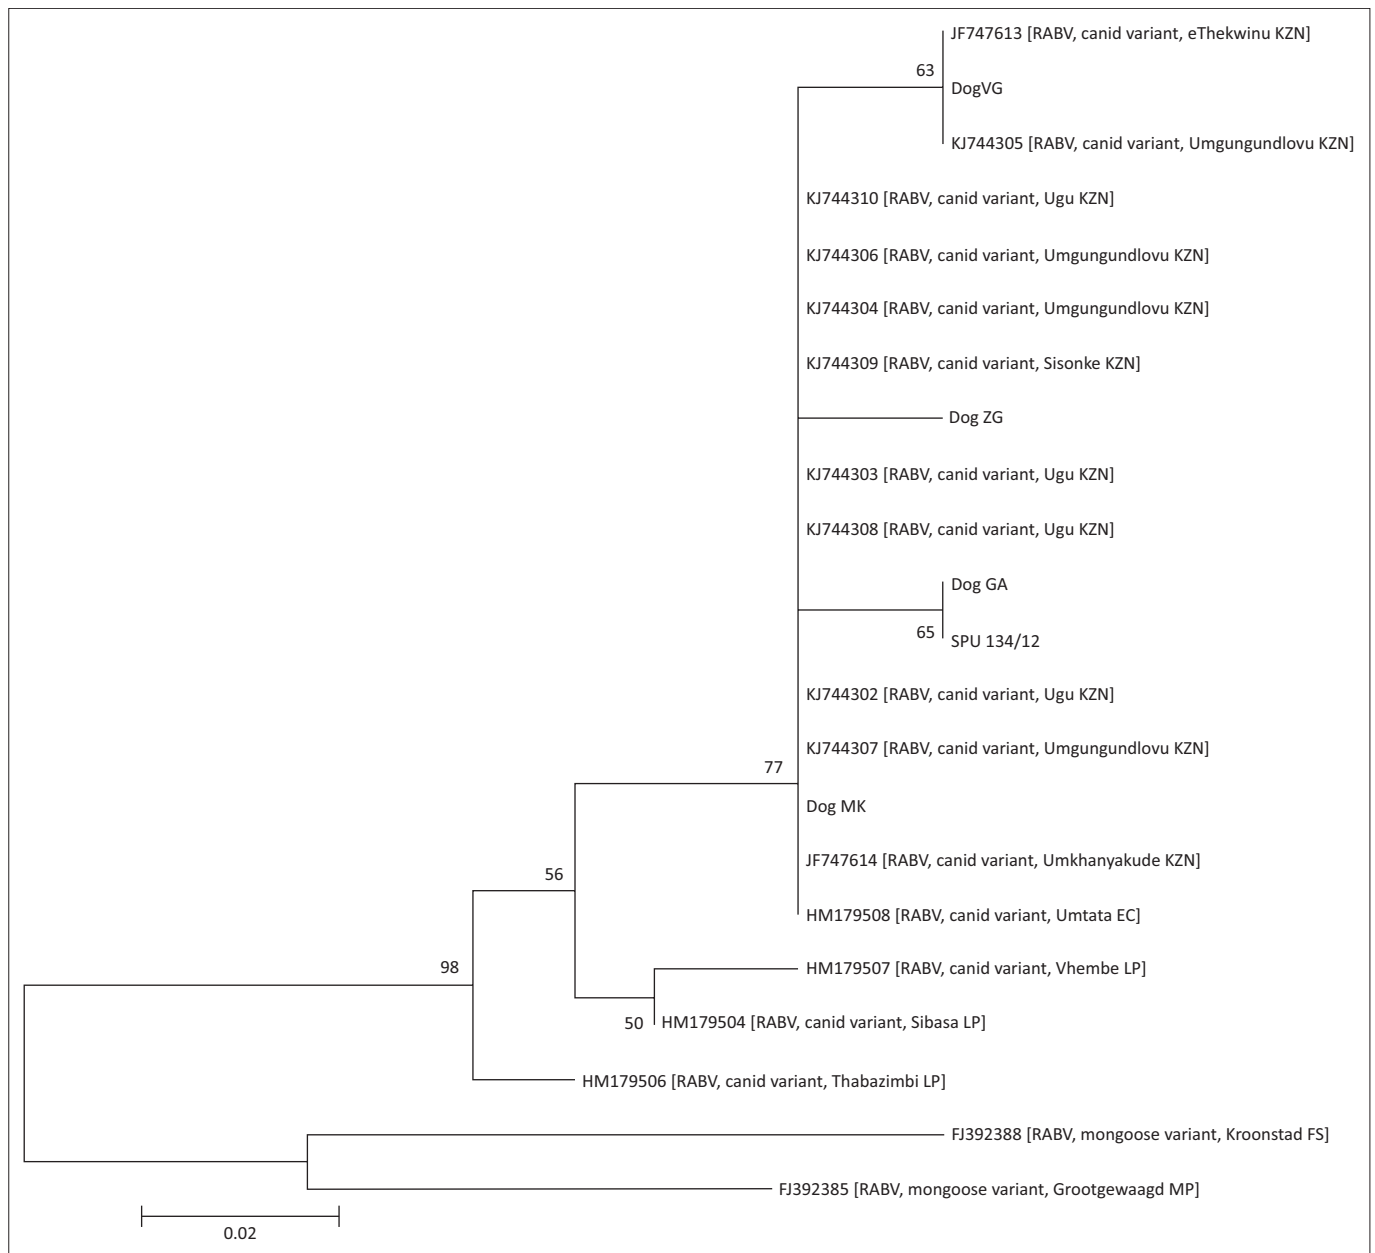 JF747613 [RABV, canid variant, eThekwinu KZN]
63
DogVG
KJ744305 [RABV, canid variant, Umgungundlovu KZN]
KJ744310 [RABV, canid variant, Ugu KZN]
KJ744306 [RABV, canid variant, Umgungundlovu KZN]
KJ744304 [RABV, canid variant, Umgungundlovu KZN]
KJ744309 [RABV, canid variant, Sisonke KZN]
Dog ZG
KJ744303 [RABV, canid variant, Ugu KZN]
KJ744308 [RABV, canid variant, Ugu KZN]
Dog GA
65
SPU 134/12
KJ744302 [RABV, canid variant, Ugu KZN]
KJ744307 [RABV, canid variant, Umgungundlovu KZN]
77
Dog MK
JF747614 [RABV, canid variant, Umkhanyakude KZN]
56
HM179508 [RABV, canid variant, Umtata EC]
98
HM179507 [RABV, canid variant, Vhembe LP]
50
HM179504 [RABV, canid variant, Sibasa LP]
HM179506 [RABV, canid variant, Thabazimbi LP]
FJ392388 [RABV, mongoose variant, Kroonstad FS]
FJ392385 [RABV, mongoose variant, Grootgewaagd MP]
0.02